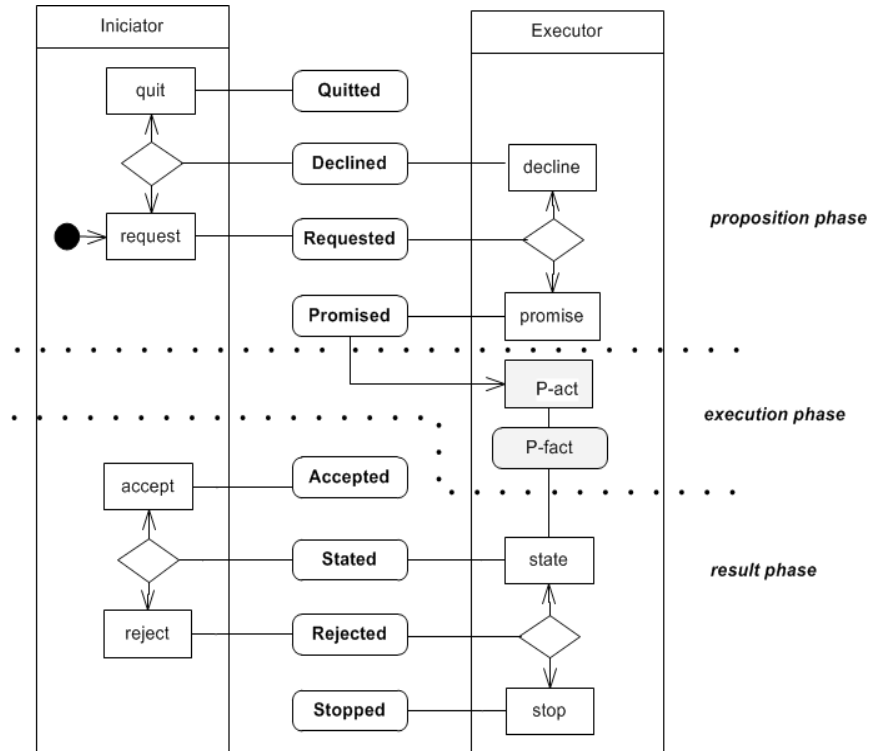 Iniciator
Executor
quit
Quitted
Declined
decline
request
Requested
proposition phase
Promised
promise
P-act
execution phase
P-fact
accept
Accepted
Stated
state
result phase
reject
Rejected
Stopped
stop